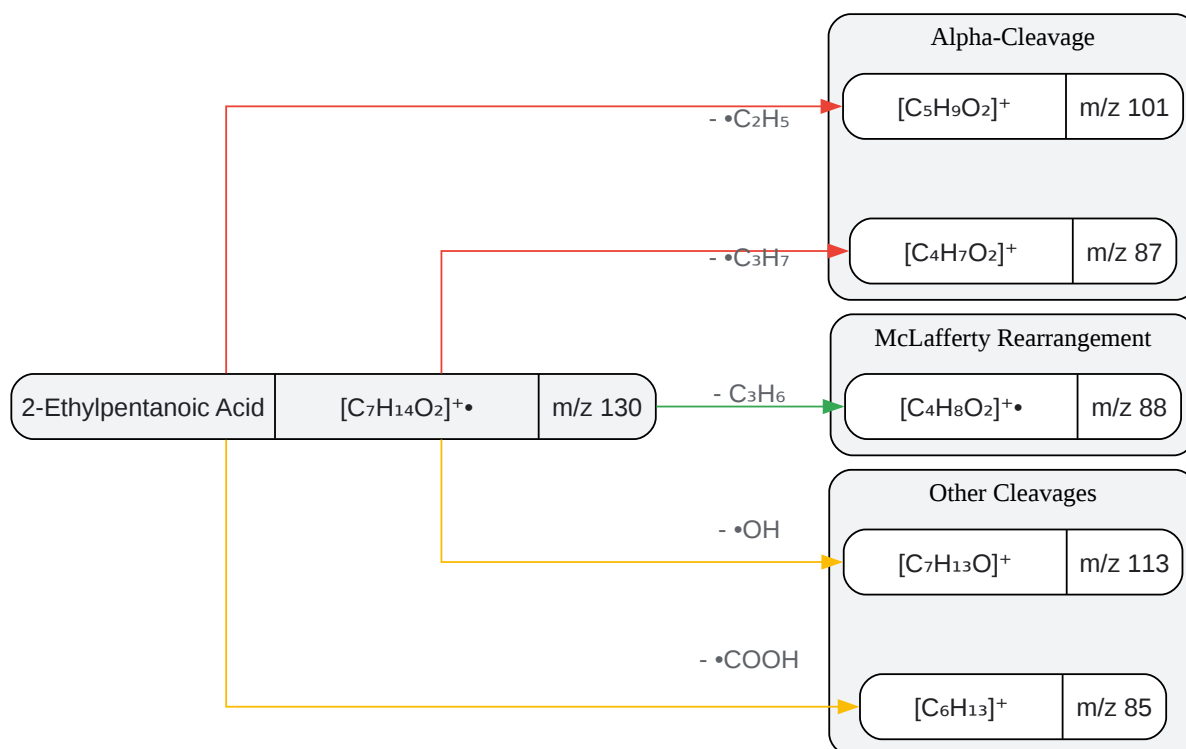 Alpha-Cleavage
[C₅H₉O₂]⁺ m/z 101
- •C₂H₅
[C₄H₇O₂]⁺ m/z 87
- •C₃H₇
McLafferty Rearrangement
2-Ethylpentanoic Acid [C₇H₁₄O₂]⁺• m/z 130
- C₃H₆
[C₄H₈O₂]⁺• m/z 88
Other Cleavages
- •OH
[C₇H₁₃O]⁺ m/z 113
- •COOH
[C₆H₁₃]⁺ m/z 85